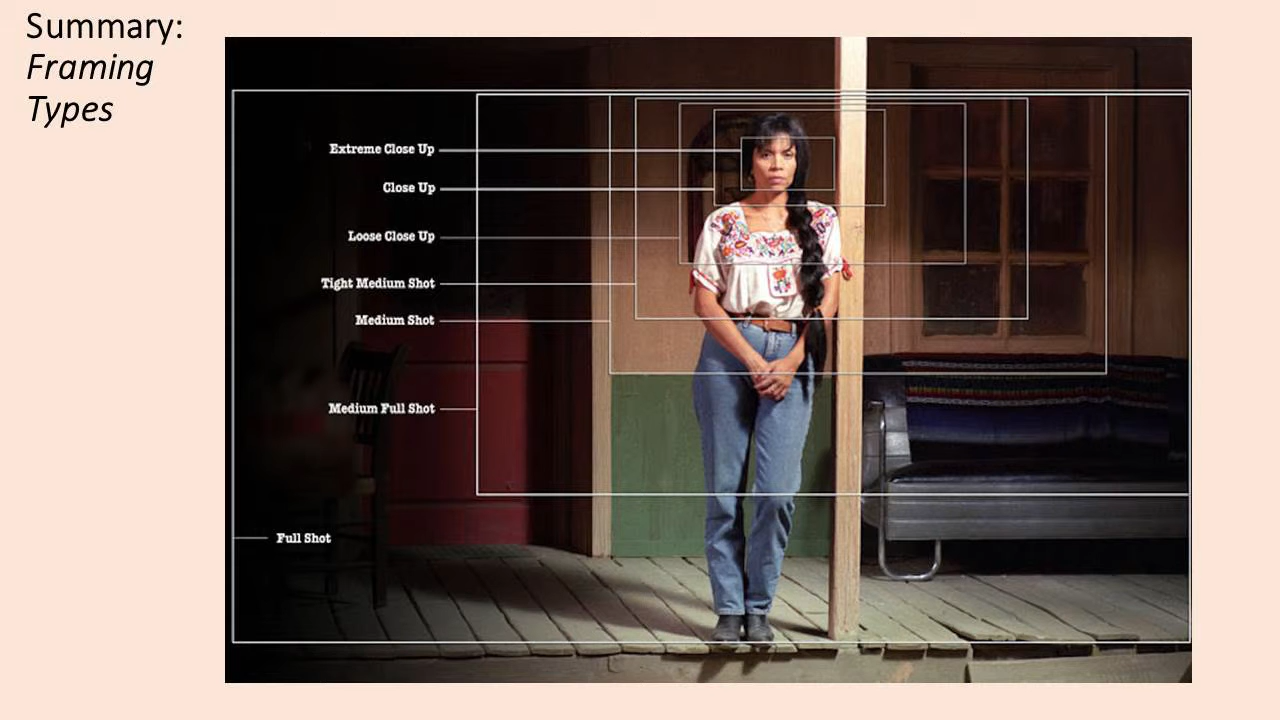 Summary:
Framing
Types
Extreme Close Up
Close Up
Loose Close Up
Tight Medium Shot
Medium Shot
Medium Full Shot
Full Shot